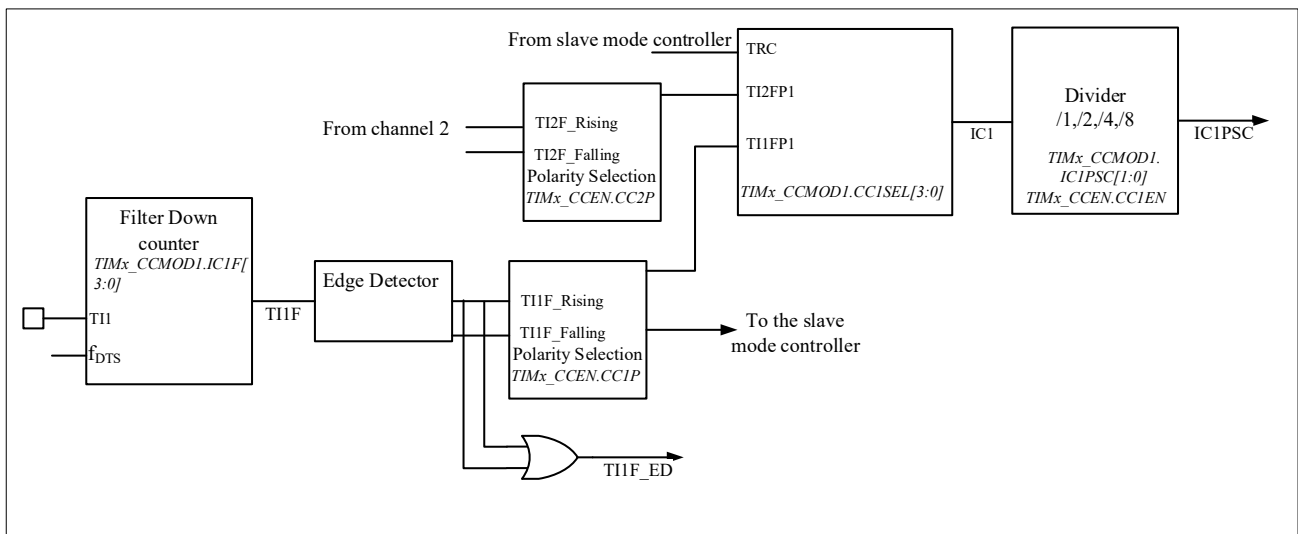 From slave mode controller
TRC
TI2FP1
TI1FP1
TIMx_CCMOD1.CC1SEL[3:0]
IC1
Divider
/1,/2,/4,/8
TIMx_CCMOD1.
IC1PSC[1:0]
TIMx_CCEN.CC1EN
IC1PSC
From channel 2
TI2F_Rising
TI2F_Falling
Polarity Selection
TIMx_CCEN.CC2P
Filter Down
counter
TIMx_CCMOD1.IC1F[
3:0]
TI1
fDTS
TI1F
Edge Detector
TI1F_Rising
TI1F_Falling
Polarity Selection
TIMx_CCEN.CC1P
To the slave
mode controller
TI1F_ED